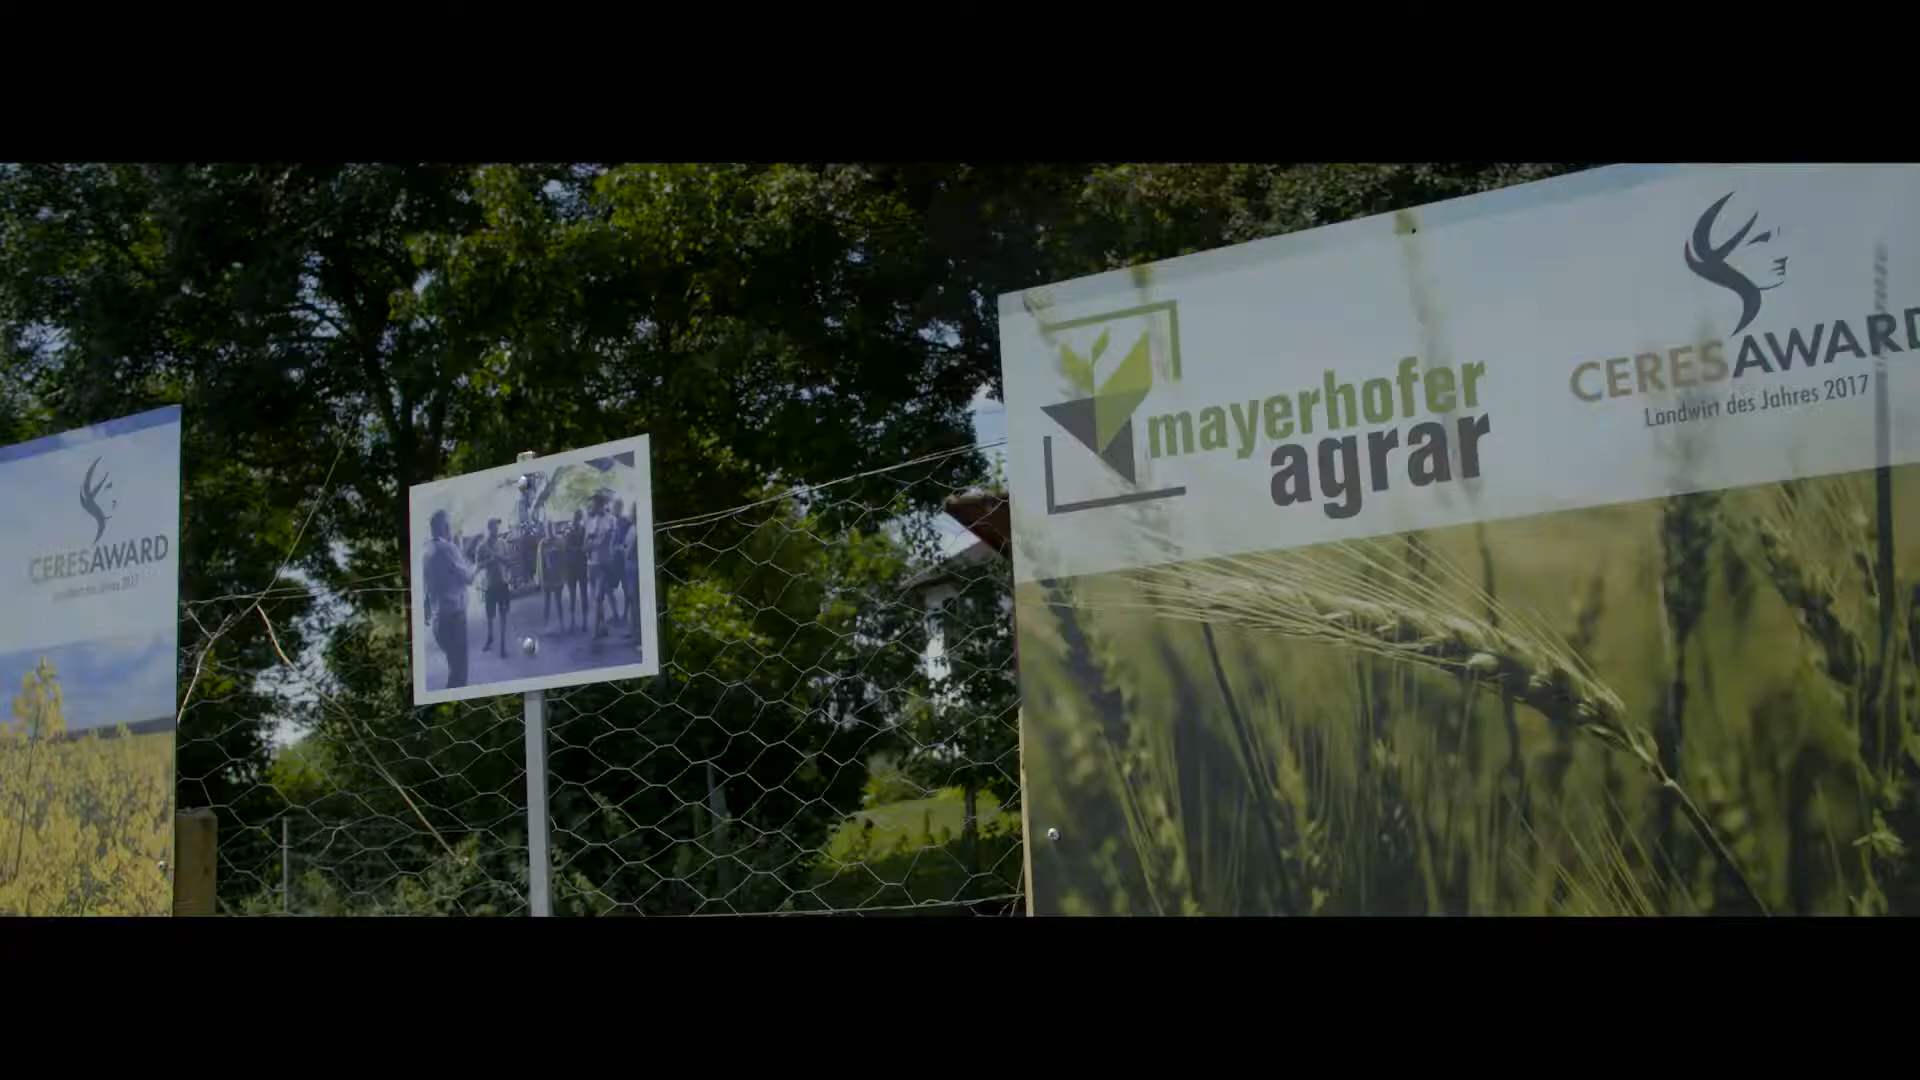 CERESAWARD
mayerhofer
agrar
CERESAWARD
Landwirt des Jahres 2017